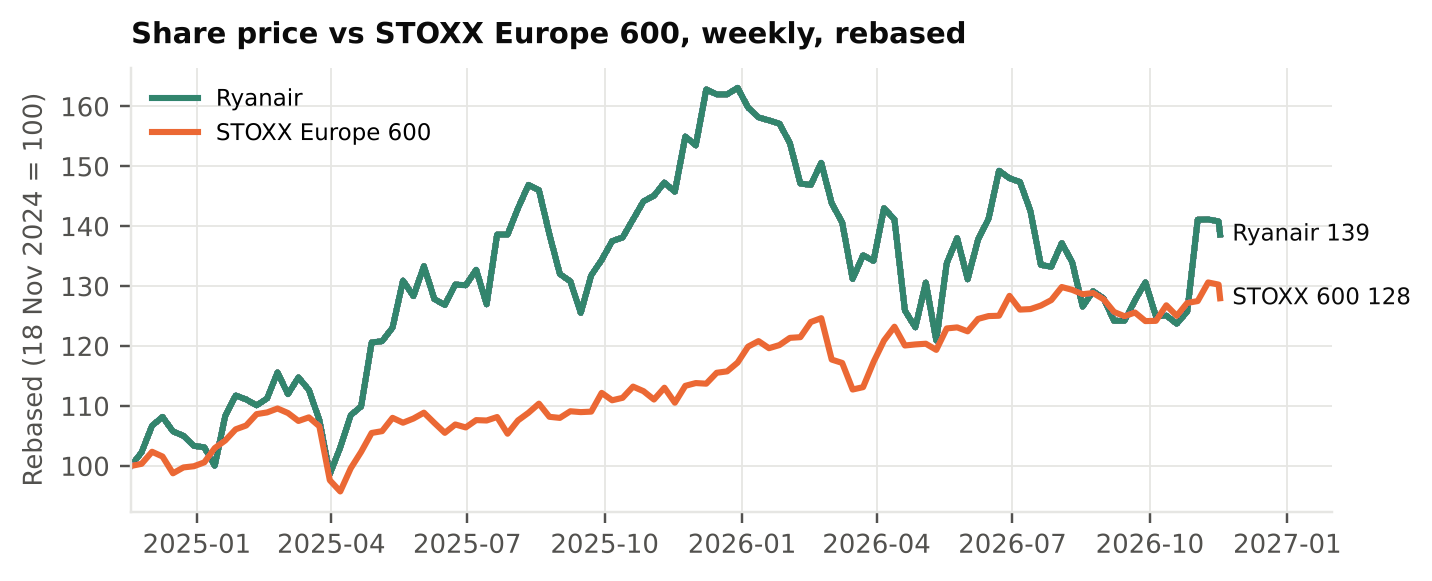 Share price vs STOXX Europe 600, weekly, rebased
Ryanair
STOXX Europe 600
Rebased (18 Nov 2024 = 100)
160
150
140
130
120
110
100
Ryanair 139
STOXX 600 128
2025-01 2025-04 2025-07 2025-10 2026-01 2026-04 2026-07 2026-10 2027-01